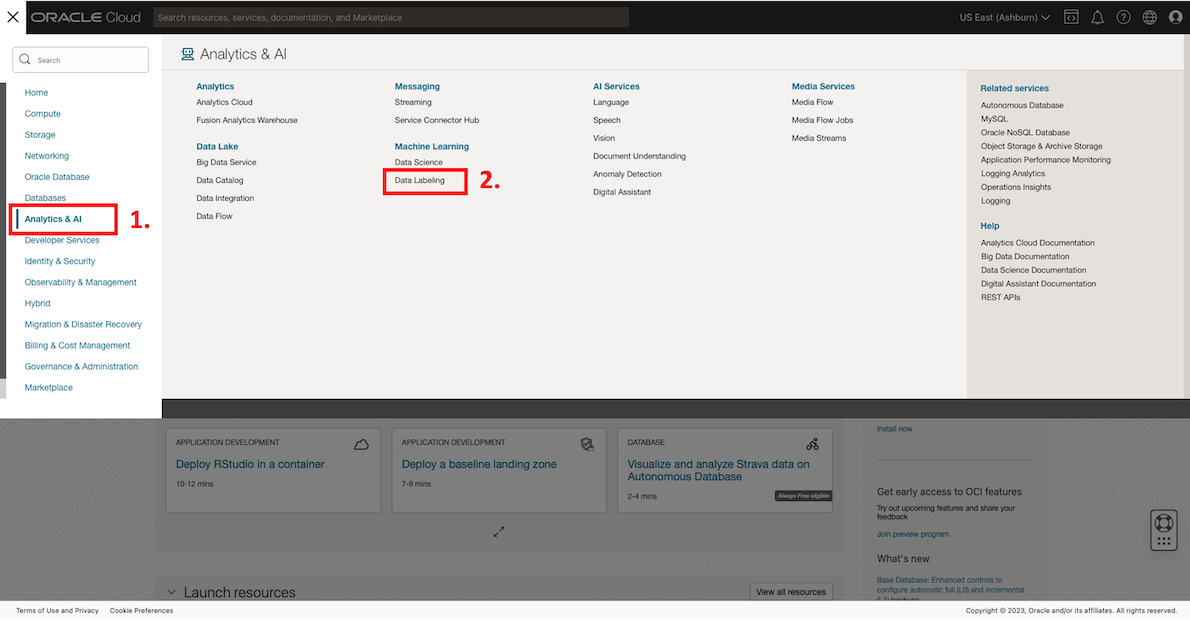 ORACLE Cloud
Search resources, services, documentation, and Marketplace
US East (Ashburn)
Search
Home
Compute
Storage
Networking
Oracle Database
Databases
Analytics & AI
1.
Developer Services
Identity & Security
Observability & Management
Hybrid
Migration & Disaster Recovery
Billing & Cost Management
Governance & Administration
Marketplace
Analytics & AI
Analytics
Analytics Cloud
Fusion Analytics Warehouse
Data Lake
Big Data Service
Data Catalog
Data Integration
Data Flow
Messaging
Streaming
Service Connector Hub
Machine Learning
Data Science
Data Labeling
2.
AI Services
Language
Speech
Vision
Document Understanding
Anomaly Detection
Digital Assistant
Media Services
Media Flow
Media Flow Jobs
Media Streams
Related services
Autonomous Database
MySQL
Oracle NoSQL Database
Object Storage & Archive Storage
Application Performance Monitoring
Logging Analytics
Operations Insights
Logging
Help
Analytics Cloud Documentation
Big Data Documentation
Data Science Documentation
Digital Assistant Documentation
REST APIs
APPLICATION DEVELOPMENT
Deploy RStudio in a container
10-12 mins
APPLICATION DEVELOPMENT
Deploy a baseline landing zone
7-9 mins
DATABASE
Visualize and analyze Strava data on
Autonomous Database
2-4 mins
Always Free eligible
Launch resources
View all resources
Install now
Get early access to OCI features
Try out upcoming features and share your
feedback
Join preview program
What's new
Base Database: Enhanced controls to
configure automatic full (L0) and incremental
(L1) backups
Terms of Use and Privacy
Cookie Preferences
Copyright © 2023, Oracle and/or its affiliates. All rights reserved.